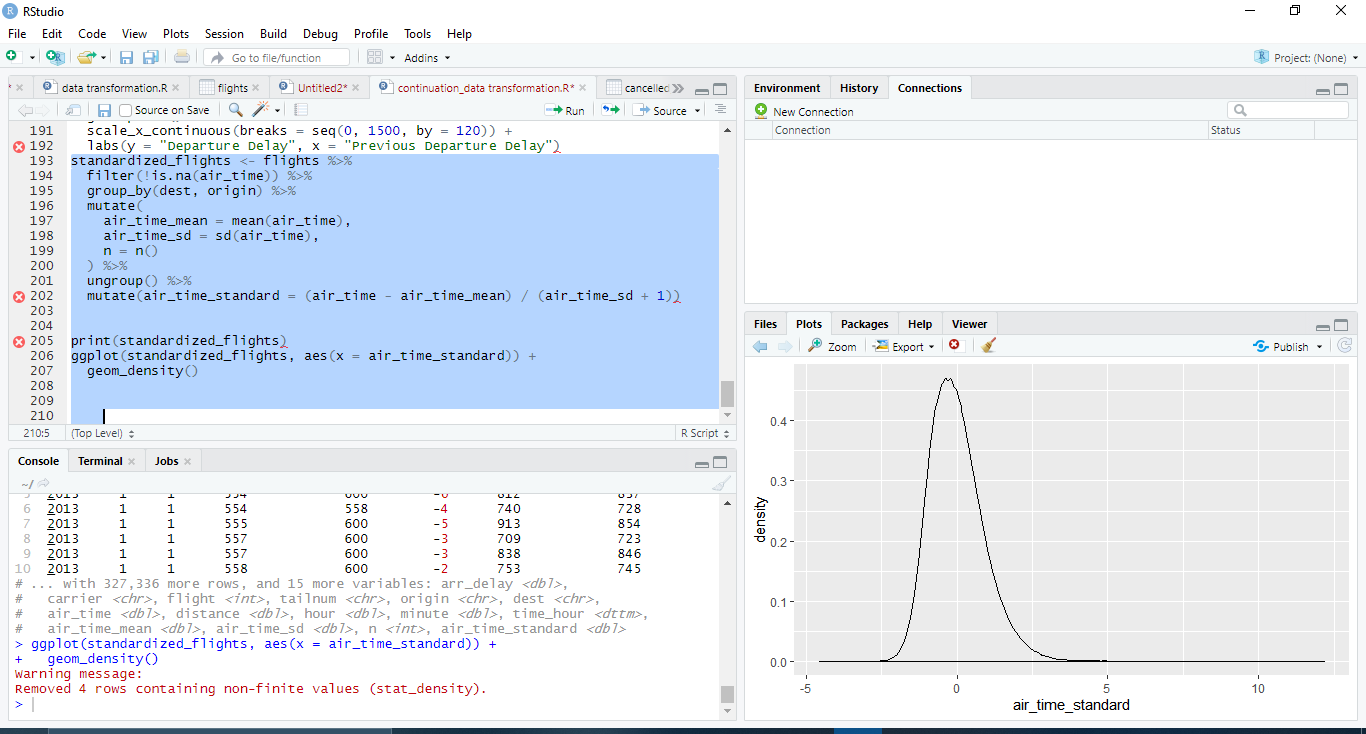 RStudio
File Edit Code View Plots Session Build Debug Profile Tools Help
Go to file/function Addins Project: (None)
data transformation.R flights Untitled2* continuation_data transformation.R* cancelled
Source on Save Run Source
191 scale_x_continuous(breaks = seq(0, 1500, by = 120)) +
192 labs(y = "Departure Delay", x = "Previous Departure Delay")
193 standardized_flights <- flights %>%
194 filter(!is.na(air_time)) %>%
195 group_by(dest, origin) %>%
196 mutate(
197 air_time_mean = mean(air_time),
198 air_time_sd = sd(air_time),
199 n = n()
200 ) %>%
201 ungroup() %>%
202 mutate(air_time_standard = (air_time - air_time_mean) / (air_time_sd + 1))
203
204
205 print(standardized_flights)
206 ggplot(standardized_flights, aes(x = air_time_standard)) +
207 geom_density()
208
209
210
210:5 (Top Level) R Script
Console Terminal Jobs
~/
6 2013 1 1 554 558 -4 740 728
7 2013 1 1 555 600 -5 913 854
8 2013 1 1 557 600 -3 709 723
9 2013 1 1 557 600 -3 838 846
10 2013 1 1 558 600 -2 753 745
# ... with 327,336 more rows, and 15 more variables: arr_delay <dbl>,
# carrier <chr>, flight <int>, tailnum <chr>, origin <chr>, dest <chr>,
# air_time <dbl>, distance <dbl>, hour <dbl>, minute <dbl>, time_hour <dttm>,
# air_time_mean <dbl>, air_time_sd <dbl>, n <int>, air_time_standard <dbl>
> ggplot(standardized_flights, aes(x = air_time_standard)) +
+ geom_density()
Warning message:
Removed 4 rows containing non-finite values (stat_density).
>
Environment History Connections
New Connection
Connection Status
Files Plots Packages Help Viewer
Zoom Export Publish
0.4
0.3
0.2
0.1
0.0
density
-5 0 5 10
air_time_standard